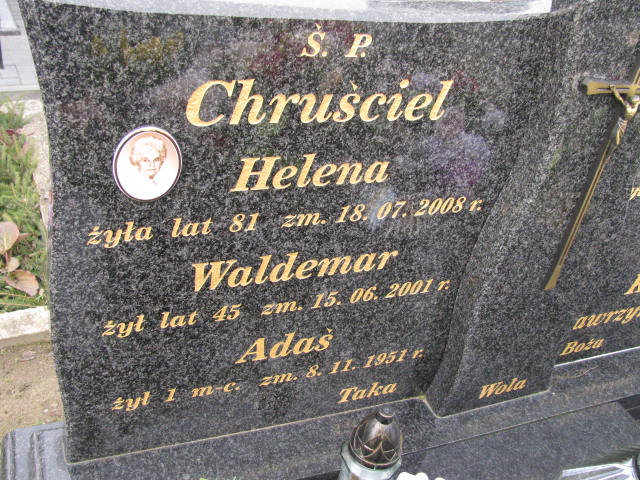 Ś. P.
Chruściel
Helena
żyła lat 81 zm. 18. 07. 2008 r.
Waldemar
żył lat 45 zm. 15. 06. 2001 r.
Adaś
żył 1 m-c. zm. 8. 11. 1951 r.
Taka Wola Boża